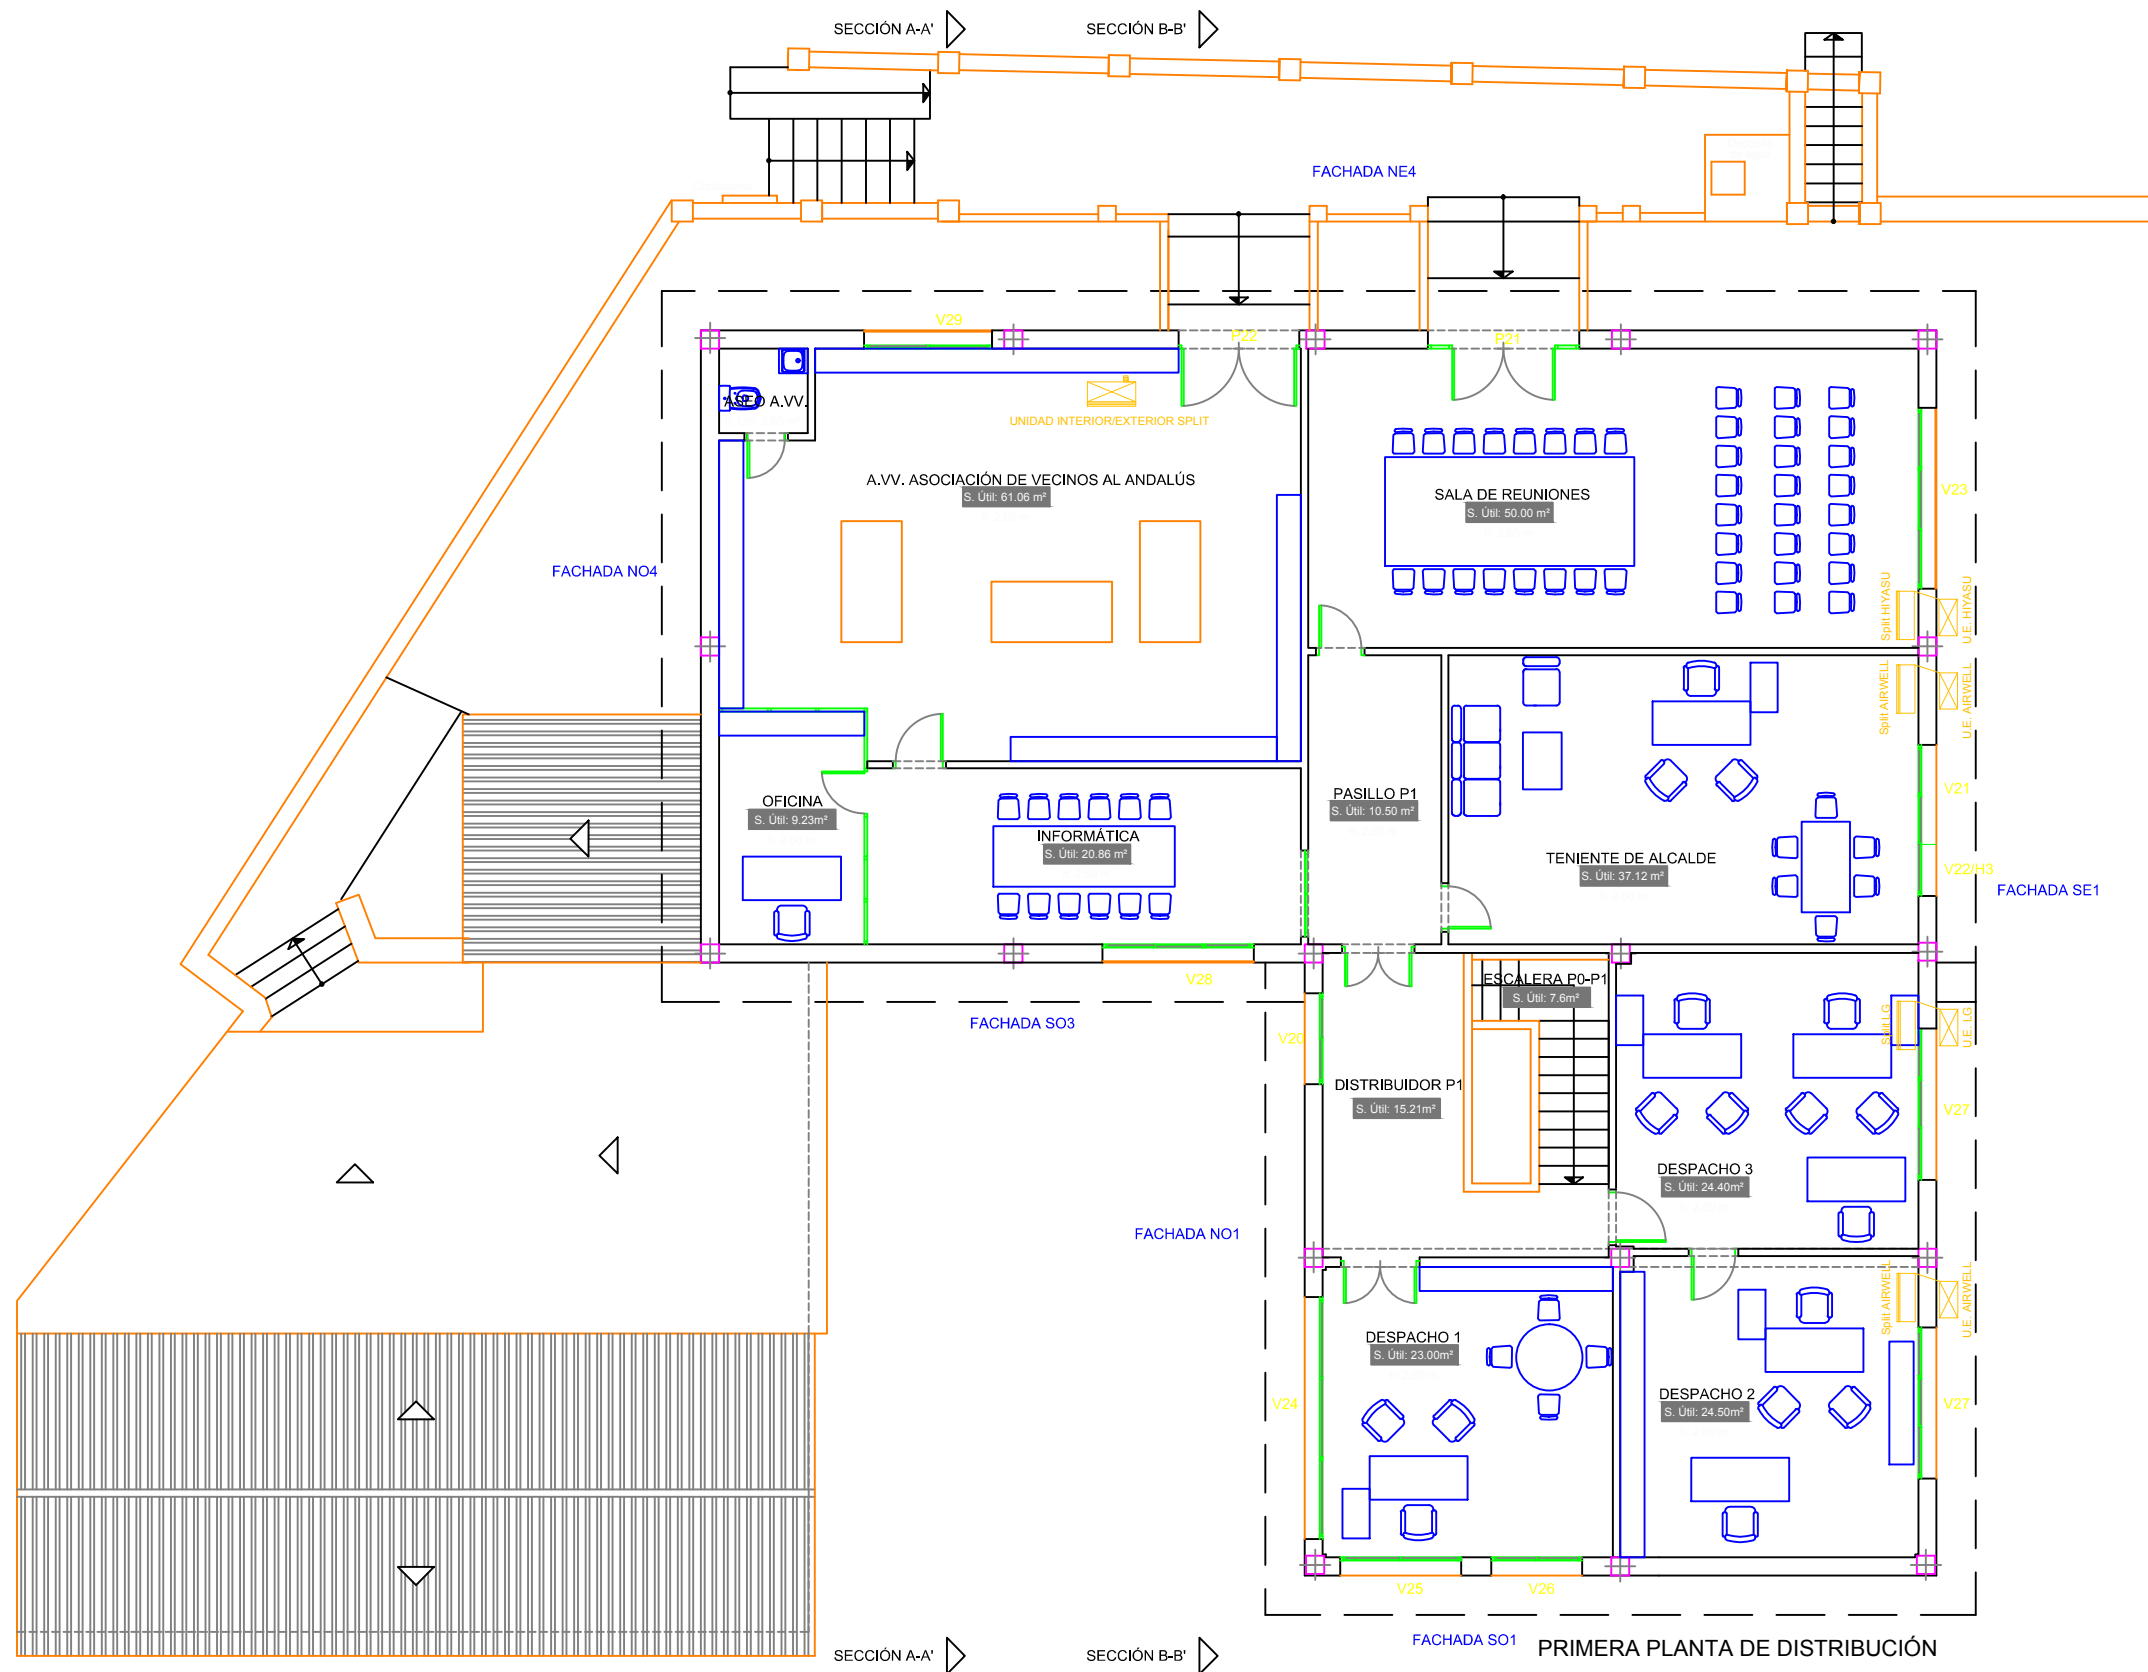 SECCIÓN A-A'
SECCIÓN B-B'
FACHADA NE4
V29
P22
P21
ASEO A.VV.
UNIDAD INTERIOR/EXTERIOR SPLIT
A.VV. ASOCIACIÓN DE VECINOS AL ANDALÚS
S. Útil: 61.06 m²
SALA DE REUNIONES
S. Útil: 50.00 m²
V23
FACHADA NO4
Split HIYASU
U.E. HIYASU
Split AIRWELL
U.E. AIRWELL
OFICINA
S. Útil: 9.23m²
INFORMÁTICA
S. Útil: 20.86 m²
PASILLO P1
S. Útil: 10.50 m²
V21
TENIENTE DE ALCALDE
S. Útil: 37.12 m²
V22/H3
FACHADA SE1
V28
FACHADA SO3
ESCALERA P0-P1
S. Útil: 7.6m²
V20
Split LG
U.E. LG
DISTRIBUIDOR P1
S. Útil: 15.21m²
V27
DESPACHO 3
S. Útil: 24.40m²
FACHADA NO1
Split AIRWELL
U.E. AIRWELL
DESPACHO 1
S. Útil: 23.00m²
V24
DESPACHO 2
S. Útil: 24.50m²
V27
V25
V26
FACHADA SO1
PRIMERA PLANTA DE DISTRIBUCIÓN
SECCIÓN A-A'
SECCIÓN B-B'